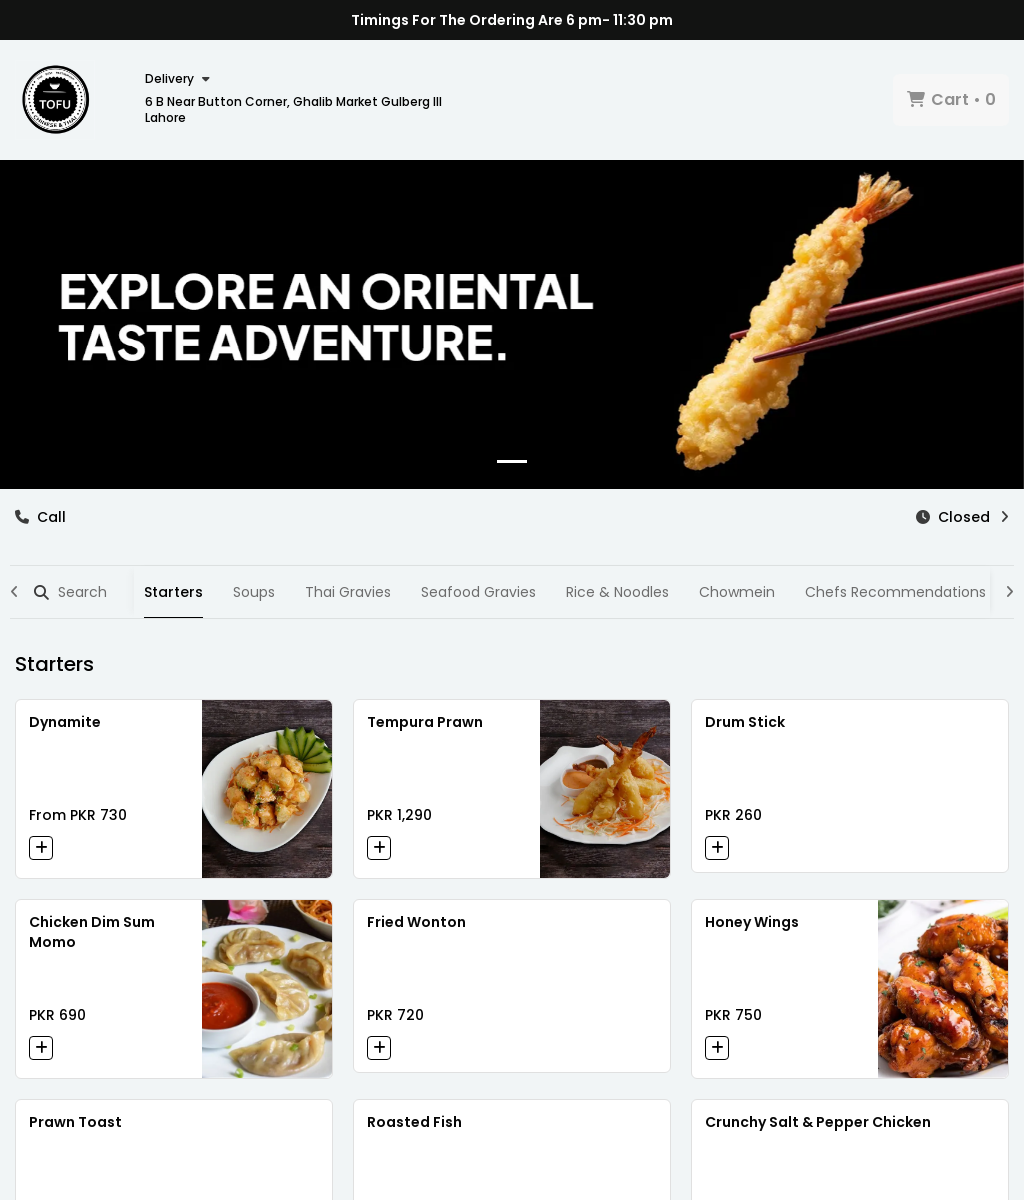 Timings For The Ordering Are 6 pm- 11:30 pm
TOFU
CHINESE & THAI
Delivery
6 B Near Button Corner, Ghalib Market Gulberg III
Lahore
Cart • 0
EXPLORE AN ORIENTAL
TASTE ADVENTURE.
Call
Closed
Search
Starters
Soups
Thai Gravies
Seafood Gravies
Rice & Noodles
Chowmein
Chefs Recommendations
Starters
Dynamite
From PKR 730
Tempura Prawn
PKR 1,290
Drum Stick
PKR 260
Chicken Dim Sum
Momo
PKR 690
Fried Wonton
PKR 720
Honey Wings
PKR 750
Prawn Toast
Roasted Fish
Crunchy Salt & Pepper Chicken